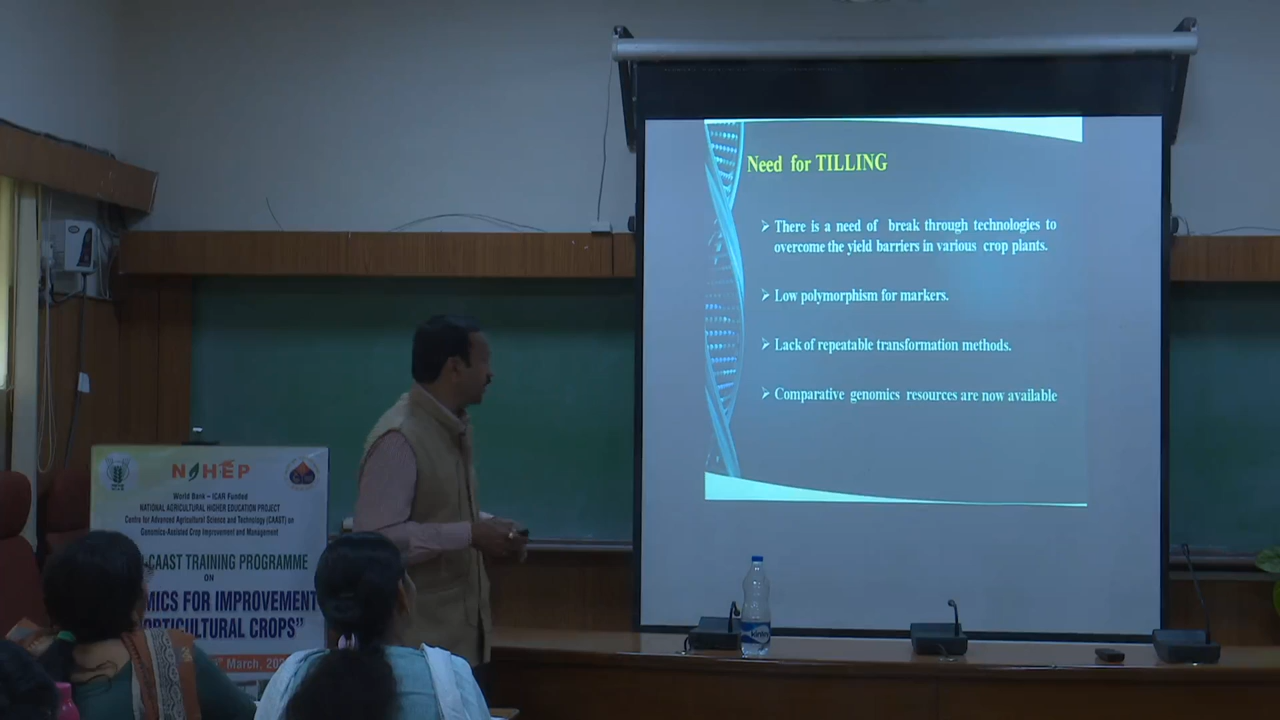 Need for TILLING
➢ There is a need of break through technologies to
overcome the yield barriers in various crop plants.
➢ Low polymorphism for markers.
➢ Lack of repeatable transformation methods.
➢ Comparative genomics resources are now available
NAHEP
World Bank – ICAR Funded
NATIONAL AGRICULTURAL HIGHER EDUCATION PROJECT
Centre for Advanced Agricultural Science and Technology (CAAST) on
Genomics-Assisted Crop Improvement and Management
-CAAST TRAINING PROGRAMME
ON
MICS FOR IMPROVEMENT
ORTICULTURAL CROPS”
March, 20
kinley